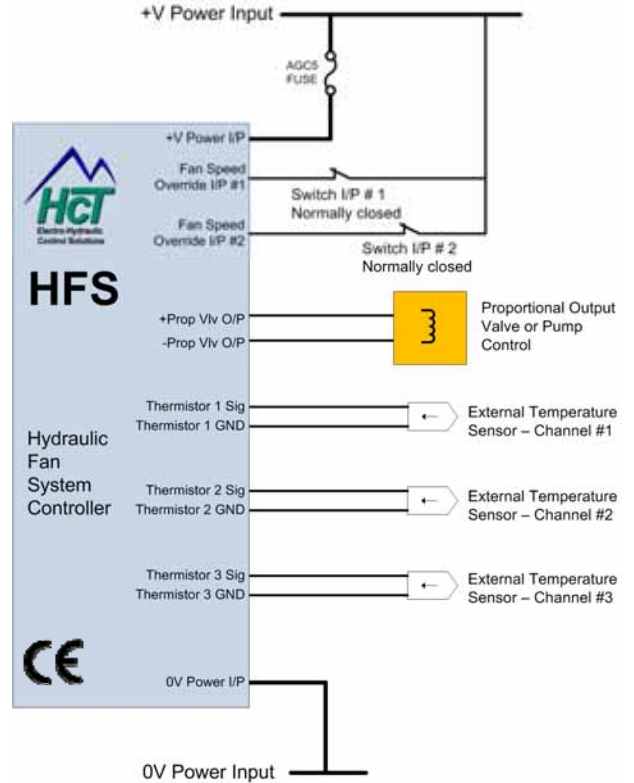 +V Power Input
AGC5
FUSE
+V Power I/P
Fan Speed
Override I/P #1
Switch I/P # 1
Normally closed
HCT
Electro-Hydraulic
Control Solutions
Fan Speed
Override I/P #2
Switch I/P # 2
Normally closed
HFS
+Prop Vlv O/P
-Prop Vlv O/P
Proportional Output
Valve or Pump
Control
Thermistor 1 Sig
Thermistor 1 GND
External Temperature
Sensor – Channel #1
Hydraulic
Fan
System
Controller
Thermistor 2 Sig
Thermistor 2 GND
External Temperature
Sensor – Channel #2
Thermistor 3 Sig
Thermistor 3 GND
External Temperature
Sensor – Channel #3
CE
0V Power I/P
0V Power Input